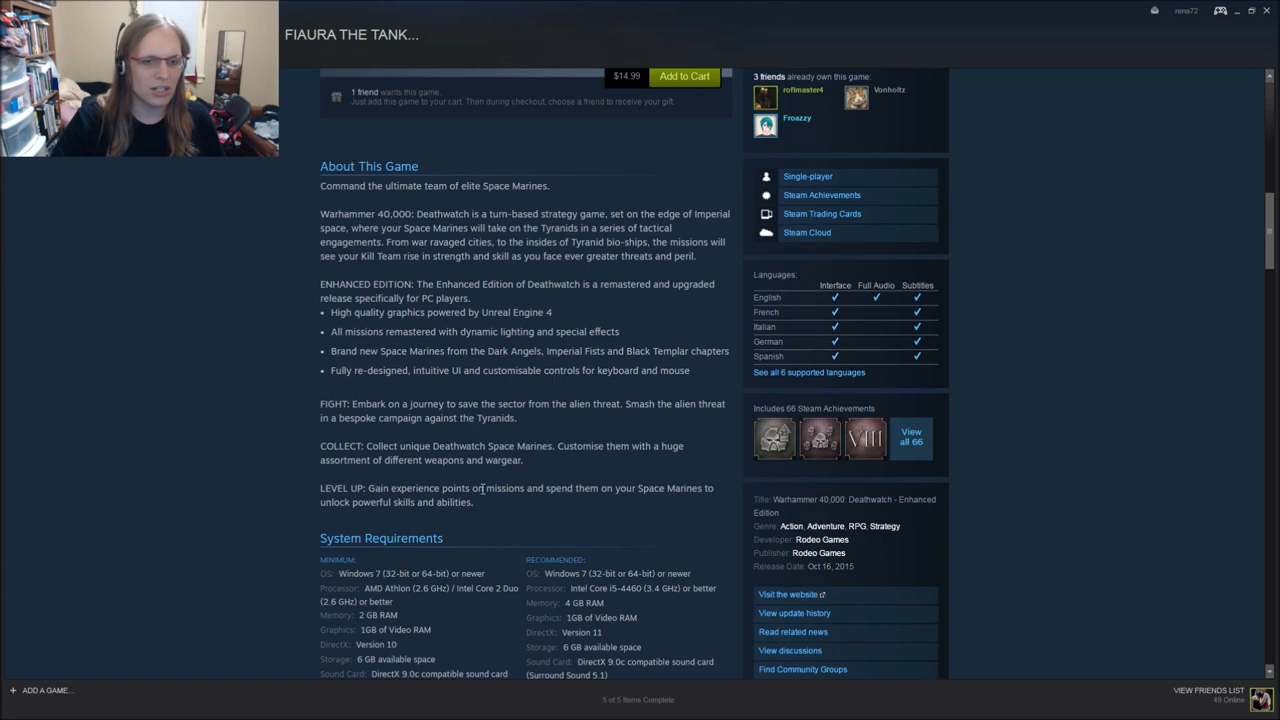 rena72
FIAURA THE TANK...
$14.99
Add to Cart
1 friend wants this game.
Just add this game to your cart. Then during checkout, choose a friend to receive your gift.
About This Game
Command the ultimate team of elite Space Marines.
Warhammer 40,000: Deathwatch is a turn-based strategy game, set on the edge of Imperial
space, where your Space Marines will take on the Tyranids in a series of tactical
engagements. From war ravaged cities, to the insides of Tyranid bio-ships, the missions will
see your Kill Team rise in strength and skill as you face ever greater threats and peril.
ENHANCED EDITION: The Enhanced Edition of Deathwatch is a remastered and upgraded
release specifically for PC players.
▪ High quality graphics powered by Unreal Engine 4
▪ All missions remastered with dynamic lighting and special effects
▪ Brand new Space Marines from the Dark Angels, Imperial Fists and Black Templar chapters
▪ Fully re-designed, intuitive UI and customisable controls for keyboard and mouse
FIGHT: Embark on a journey to save the sector from the alien threat. Smash the alien threat
in a bespoke campaign against the Tyranids.
COLLECT: Collect unique Deathwatch Space Marines. Customise them with a huge
assortment of different weapons and wargear.
LEVEL UP: Gain experience points on missions and spend them on your Space Marines to
unlock powerful skills and abilities.
System Requirements
MINIMUM:
OS: Windows 7 (32-bit or 64-bit) or newer
Processor: AMD Athlon (2.6 GHz) / Intel Core 2 Duo
(2.6 GHz) or better
Memory: 2 GB RAM
Graphics: 1GB of Video RAM
DirectX: Version 10
Storage: 6 GB available space
Sound Card: DirectX 9.0c compatible sound card
RECOMMENDED:
OS: Windows 7 (32-bit or 64-bit) or newer
Processor: Intel Core i5-4460 (3.4 GHz) or better
Memory: 4 GB RAM
Graphics: 1GB of Video RAM
DirectX: Version 11
Storage: 6 GB available space
Sound Card: DirectX 9.0c compatible sound card
(Surround Sound 5.1)
3 friends already own this game:
roflmaster4
Vonholtz
Froazzy
Single-player
Steam Achievements
Steam Trading Cards
Steam Cloud
Languages:
Interface Full Audio Subtitles
English ✔ ✔ ✔
French ✔ ✔
Italian ✔ ✔
German ✔ ✔
Spanish ✔ ✔
See all 6 supported languages
Includes 66 Steam Achievements
VIII
View
all 66
Title: Warhammer 40,000: Deathwatch - Enhanced
Edition
Genre: Action, Adventure, RPG, Strategy
Developer: Rodeo Games
Publisher: Rodeo Games
Release Date: Oct 16, 2015
Visit the website
View update history
Read related news
View discussions
Find Community Groups
+ ADD A GAME...
5 of 5 Items Complete
VIEW FRIENDS LIST
49 Online